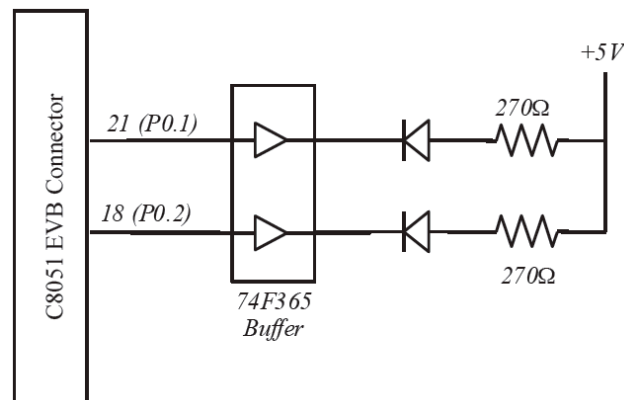 C8051 EVB Connector
+5V
21 (P0.1)
270Ω
18 (P0.2)
270Ω
74F365
Buffer